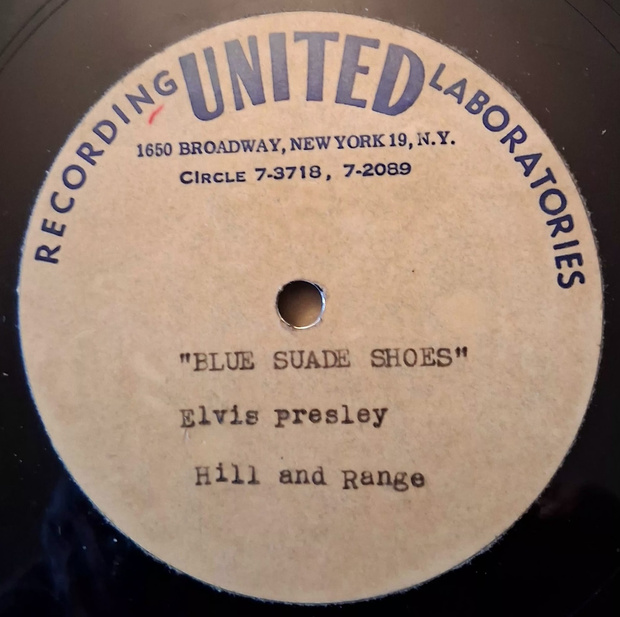 RECORDING UNITED LABORATORIES
1650 BROADWAY, NEW YORK 19, N.Y.
CIRCLE 7-3718, 7-2089
"BLUE SUADE SHOES"
Elvis presley
Hill and Range